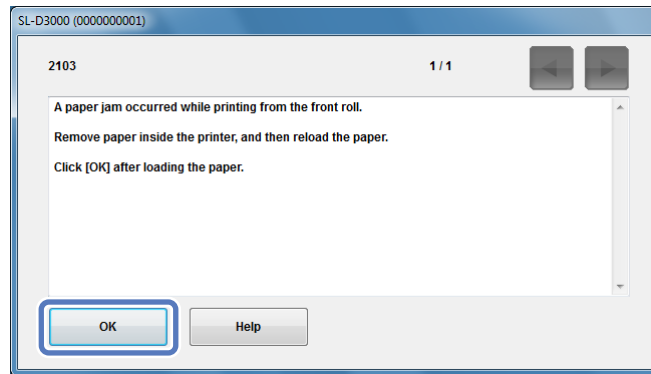 SL-D3000 (0000000001)
2103 1 / 1
A paper jam occurred while printing from the front roll.
Remove paper inside the printer, and then reload the paper.
Click [OK] after loading the paper.
OK Help